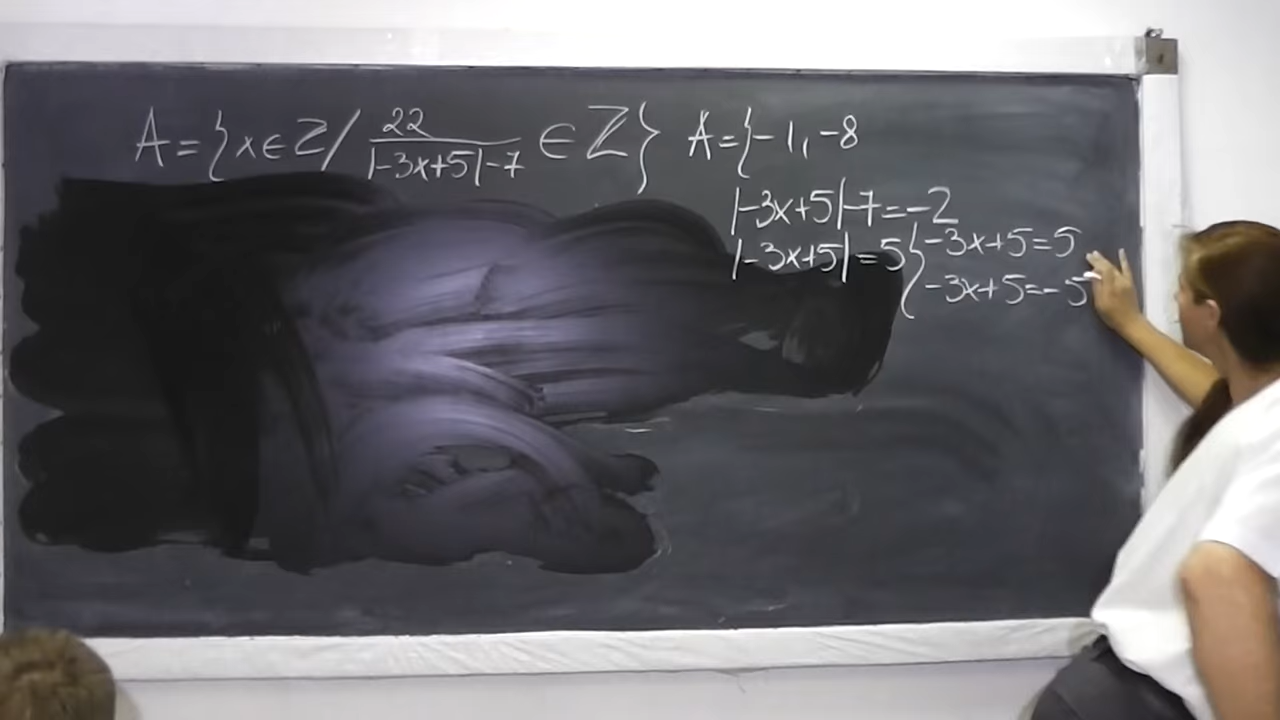 A={x∈Z/ 22/(|-3x+5|-7) ∈ Z} A={-1,-8
|-3x+5|-7=-2
|-3x+5|=5{-3x+5=5
-3x+5=-5